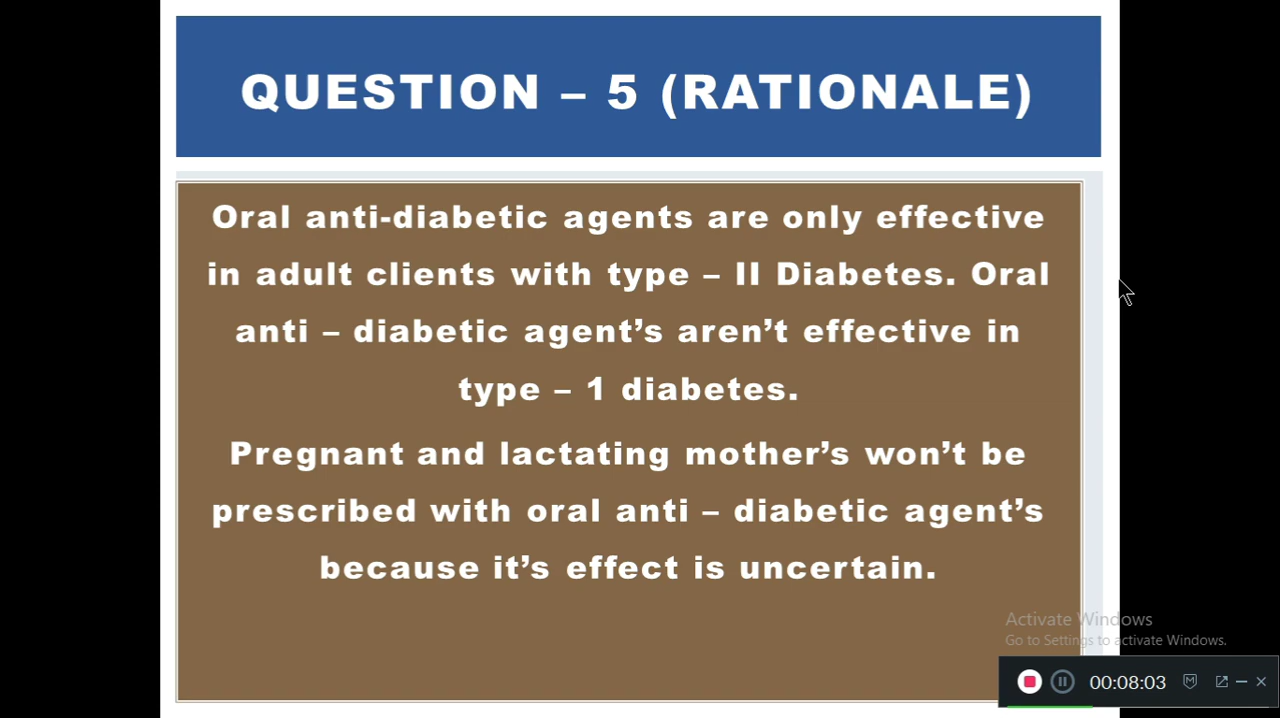 QUESTION – 5 (RATIONALE)
Oral anti-diabetic agents are only effective
in adult clients with type – II Diabetes. Oral
anti – diabetic agent’s aren’t effective in
type – 1 diabetes.
Pregnant and lactating mother’s won’t be
prescribed with oral anti – diabetic agent’s
because it’s effect is uncertain.
Activate Windows
Go to Settings to activate Windows.
00:08:03